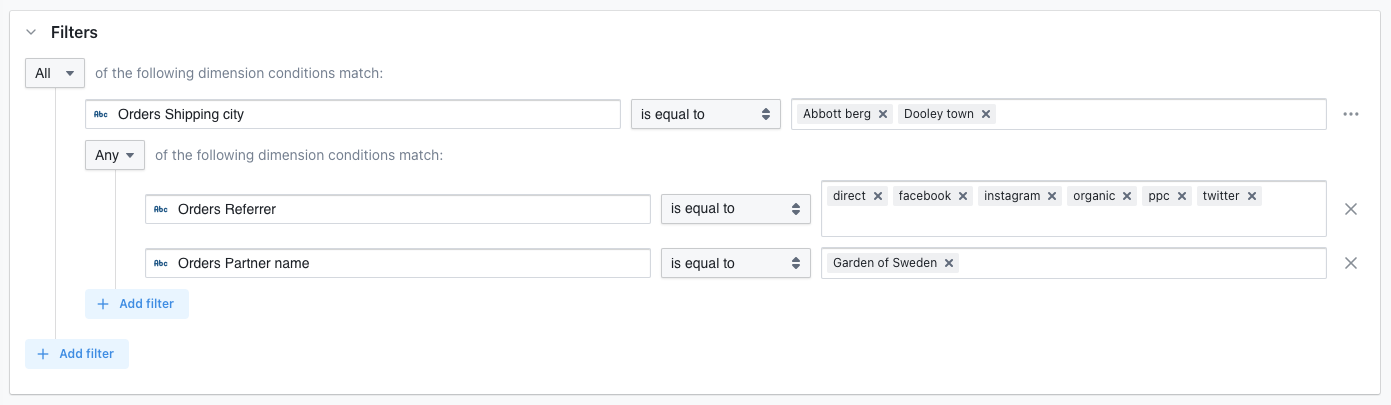 Filters
All of the following dimension conditions match:
Abc Orders Shipping city is equal to Abbott berg Dooley town
Any of the following dimension conditions match:
Abc Orders Referrer is equal to direct facebook instagram organic ppc twitter
Abc Orders Partner name is equal to Garden of Sweden
+ Add filter
+ Add filter